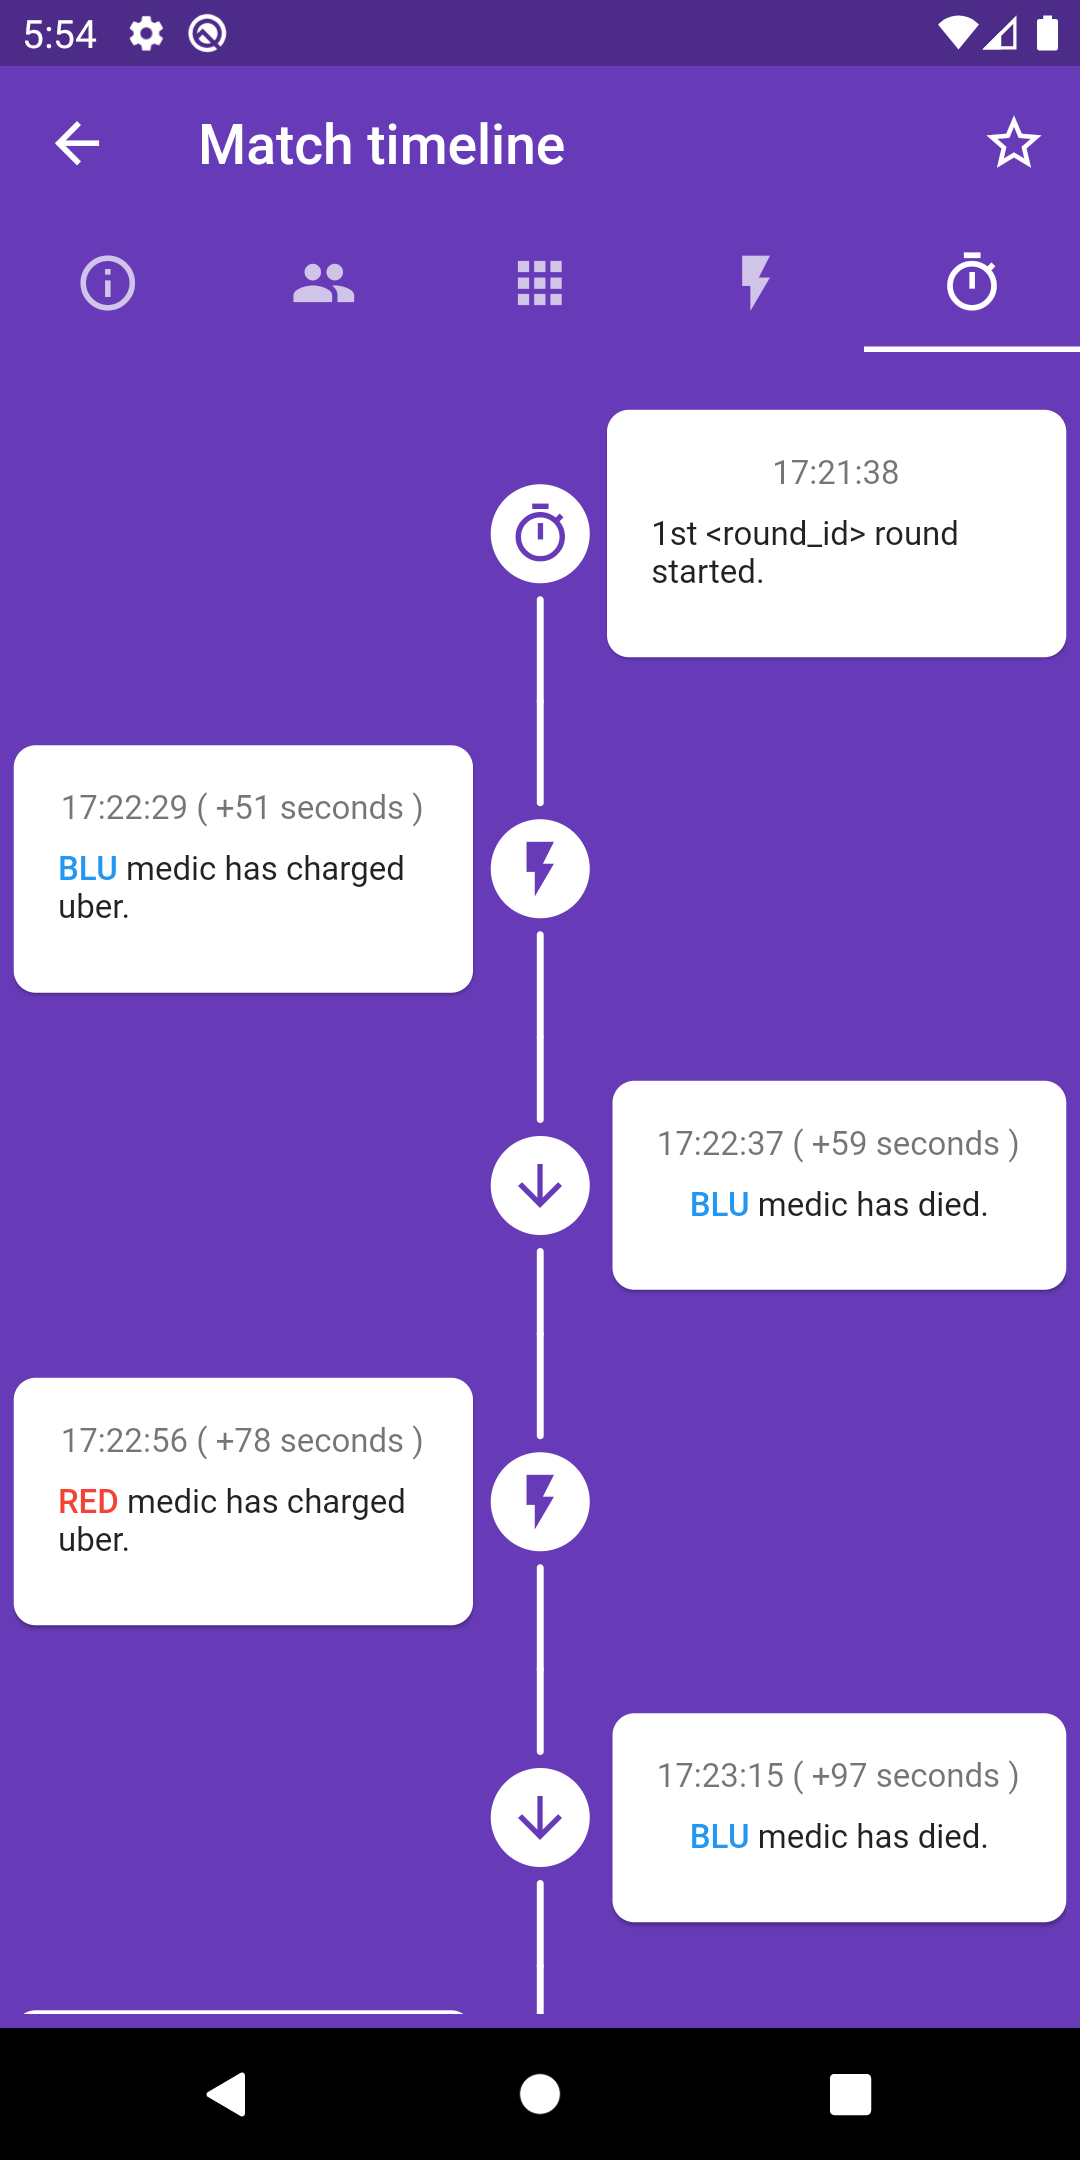 5:54
Match timeline
17:21:38
1st <round_id> round
started.
17:22:29 ( +51 seconds )
BLU medic has charged
uber.
17:22:37 ( +59 seconds )
BLU medic has died.
17:22:56 ( +78 seconds )
RED medic has charged
uber.
17:23:15 ( +97 seconds )
BLU medic has died.